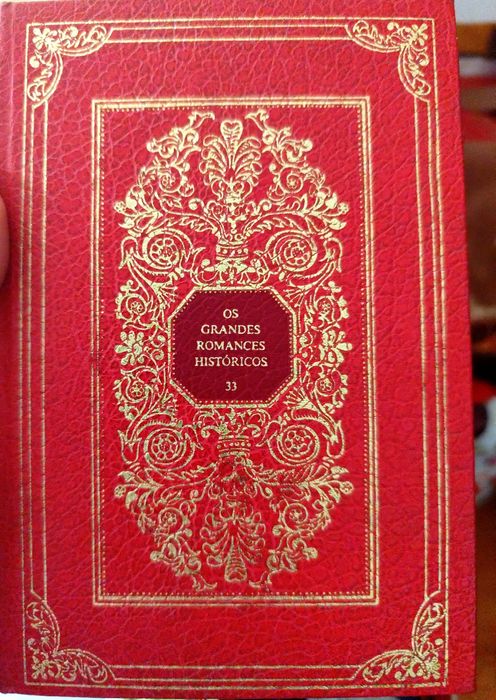 OS
GRANDES
ROMANCES
HISTÓRICOS
33